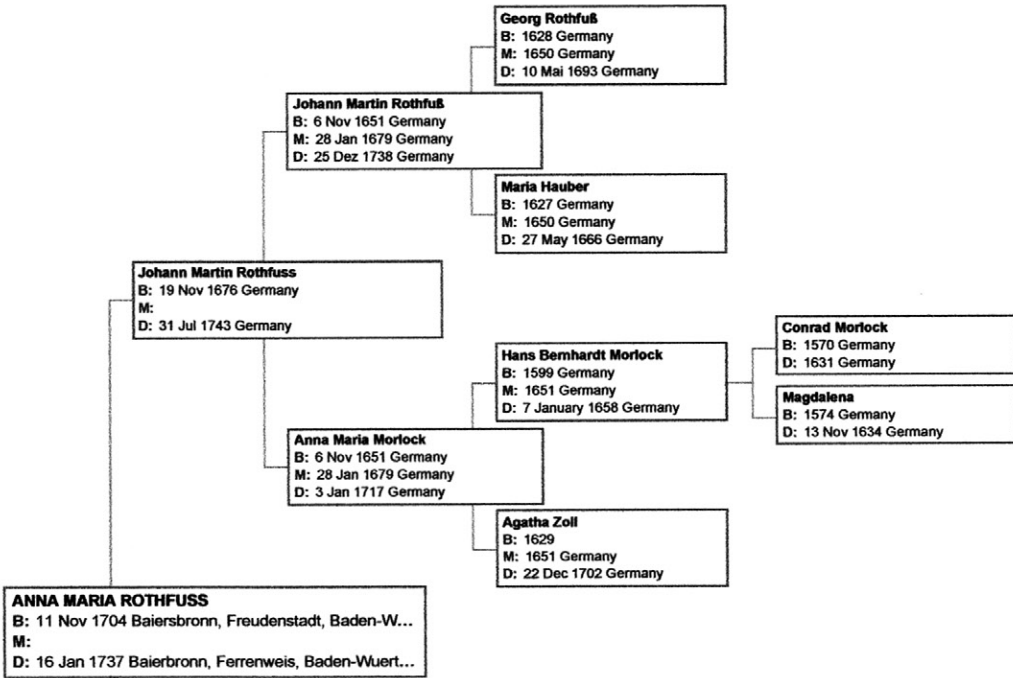 Georg Rothfuß
B: 1628 Germany
M: 1650 Germany
D: 10 Mai 1693 Germany
Johann Martin Rothfuß
B: 6 Nov 1651 Germany
M: 28 Jan 1679 Germany
D: 25 Dez 1738 Germany
Maria Hauber
B: 1627 Germany
M: 1650 Germany
D: 27 May 1666 Germany
Johann Martin Rothfuss
B: 19 Nov 1676 Germany
M:
D: 31 Jul 1743 Germany
Conrad Morlock
B: 1570 Germany
D: 1631 Germany
Hans Bernhardt Morlock
B: 1599 Germany
M: 1651 Germany
D: 7 January 1658 Germany
Magdalena
B: 1574 Germany
D: 13 Nov 1634 Germany
Anna Maria Morlock
B: 6 Nov 1651 Germany
M: 28 Jan 1679 Germany
D: 3 Jan 1717 Germany
Agatha Zoll
B: 1629
M: 1651 Germany
D: 22 Dec 1702 Germany
ANNA MARIA ROTHFUSS
B: 11 Nov 1704 Baiersbronn, Freudenstadt, Baden-W...
M:
D: 16 Jan 1737 Baierbronn, Ferrenweis, Baden-Wuert...